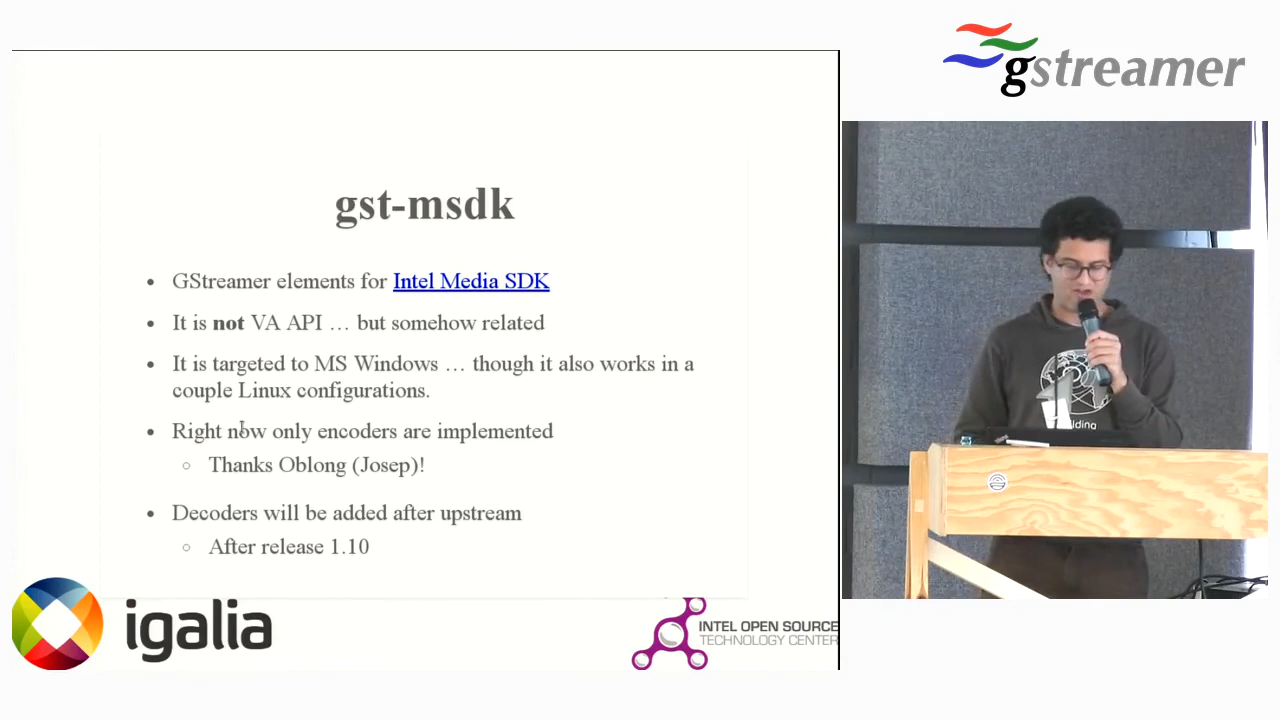 gstreamer
gst-msdk
• GStreamer elements for Intel Media SDK
• It is not VA API … but somehow related
• It is targeted to MS Windows … though it also works in a
couple Linux configurations.
• Right now only encoders are implemented
○ Thanks Oblong (Josep)!
• Decoders will be added after upstream
○ After release 1.10
igalia
INTEL OPEN SOURCE
TECHNOLOGY CENTER